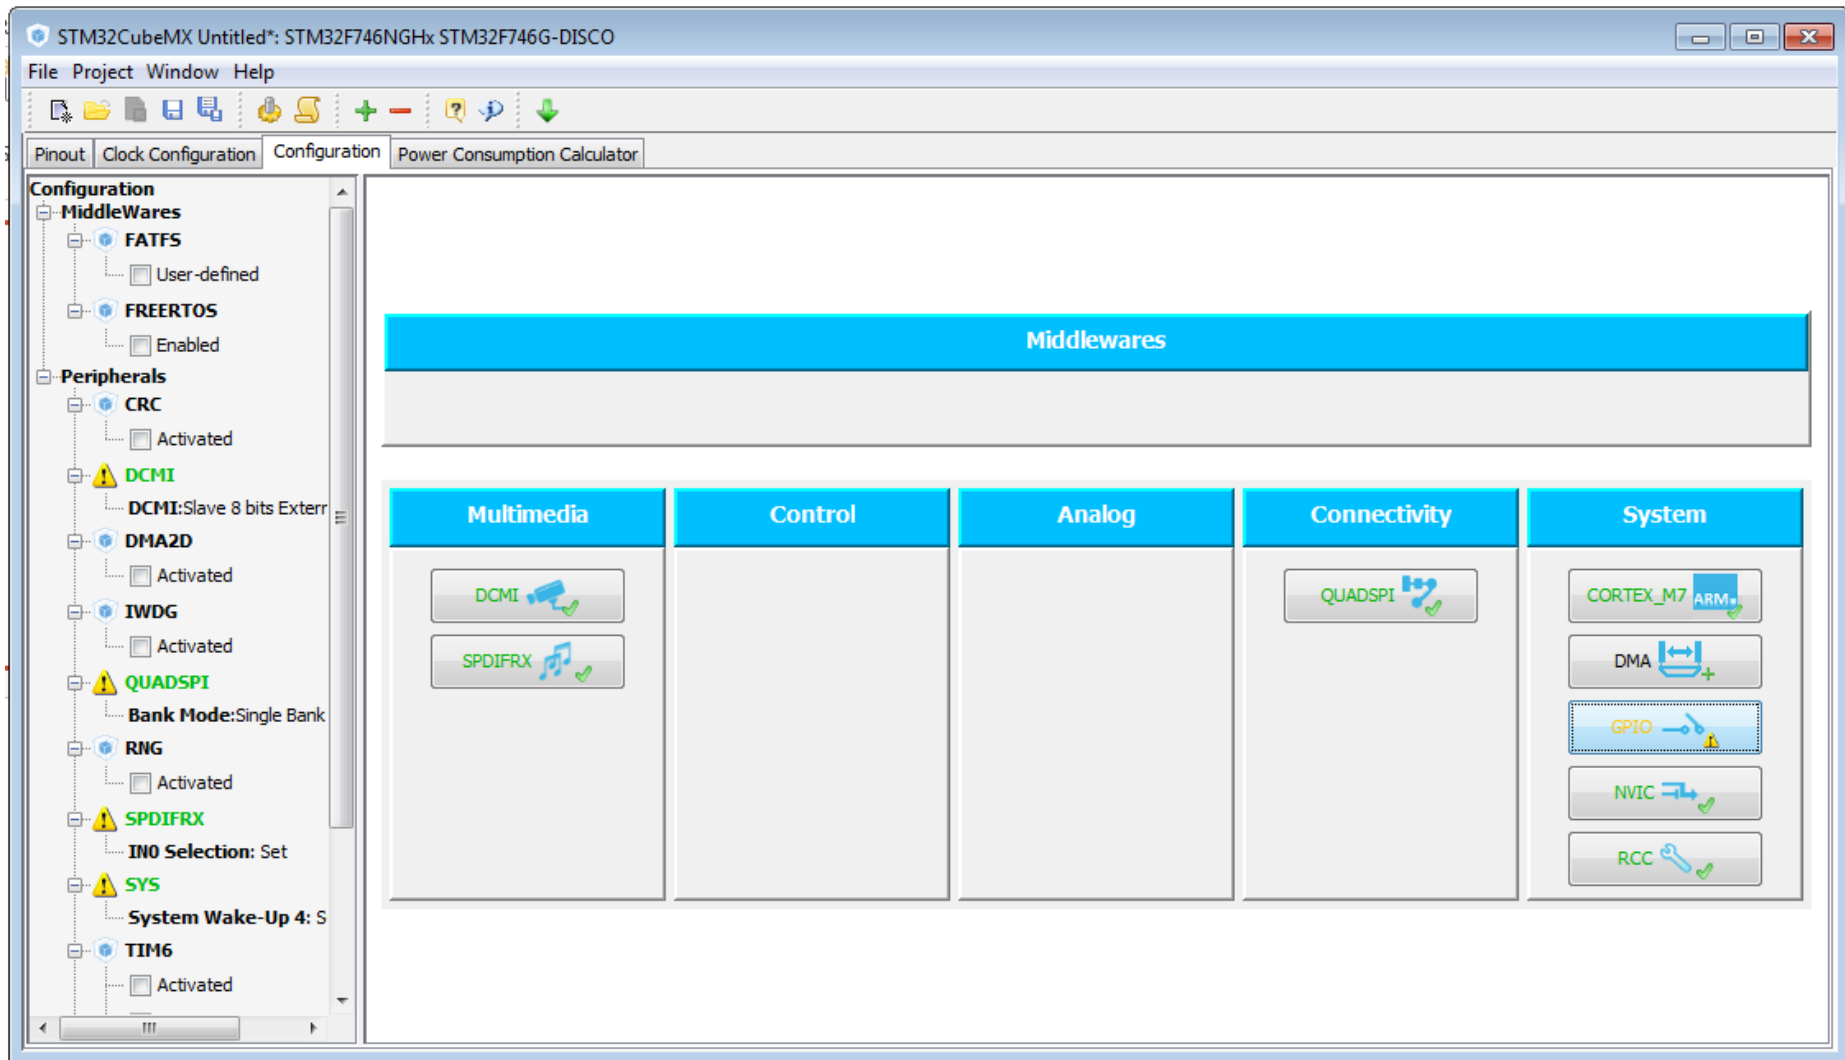 STM32CubeMX Untitled*: STM32F746NGHx STM32F746G-DISCO
File Project Window Help
Pinout Clock Configuration Configuration Power Consumption Calculator
Configuration
MiddleWares
FATFS
User-defined
FREERTOS
Enabled
Peripherals
CRC
Activated
DCMI
DCMI:Slave 8 bits Extern
DMA2D
Activated
IWDG
Activated
QUADSPI
Bank Mode:Single Bank
RNG
Activated
SPDIFRX
IN0 Selection: Set
SYS
System Wake-Up 4: S
TIM6
Activated
Middlewares
Multimedia Control Analog Connectivity System
DCMI QUADSPI CORTEX_M7 ARM
SPDIFRX DMA
GPIO
NVIC
RCC